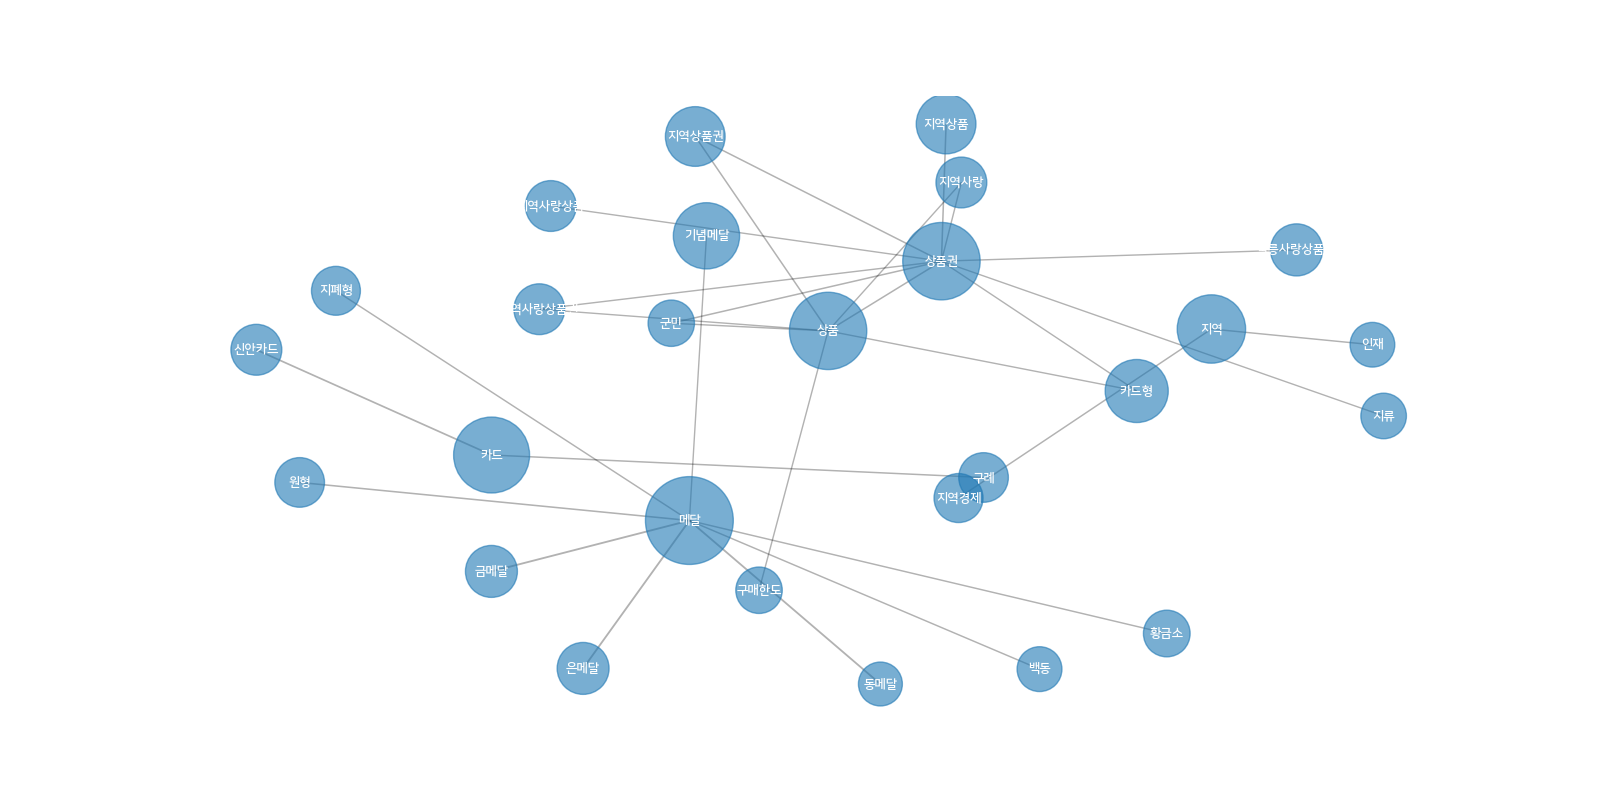 지역상품
지역상품권
지역사랑
역사랑상품
기념메달
릉사랑상품
상품권
지폐형
역사랑상품
군민
상품
지역
인재
신안카드
카드형
지류
카드
구례
원형
지역경제
메달
금메달
구매한도
황금소
은메달
백동
동메달